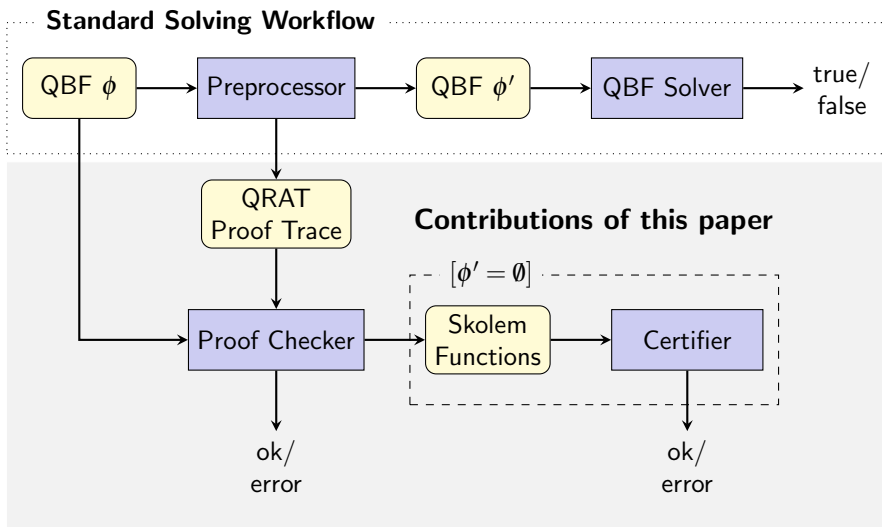 Standard Solving Workflow
QBF ϕ
Preprocessor
QBF ϕ′
QBF Solver
true/
false
QRAT
Proof Trace
Contributions of this paper
[ϕ′ = ∅]
Proof Checker
Skolem
Functions
Certifier
ok/
error
ok/
error